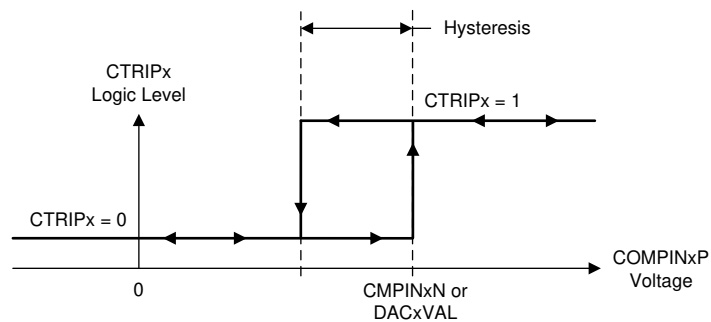 Hysteresis
CTRIPx
Logic Level
CTRIPx = 1
CTRIPx = 0
COMPINxP
Voltage
0
CMPINxN or
DACxVAL